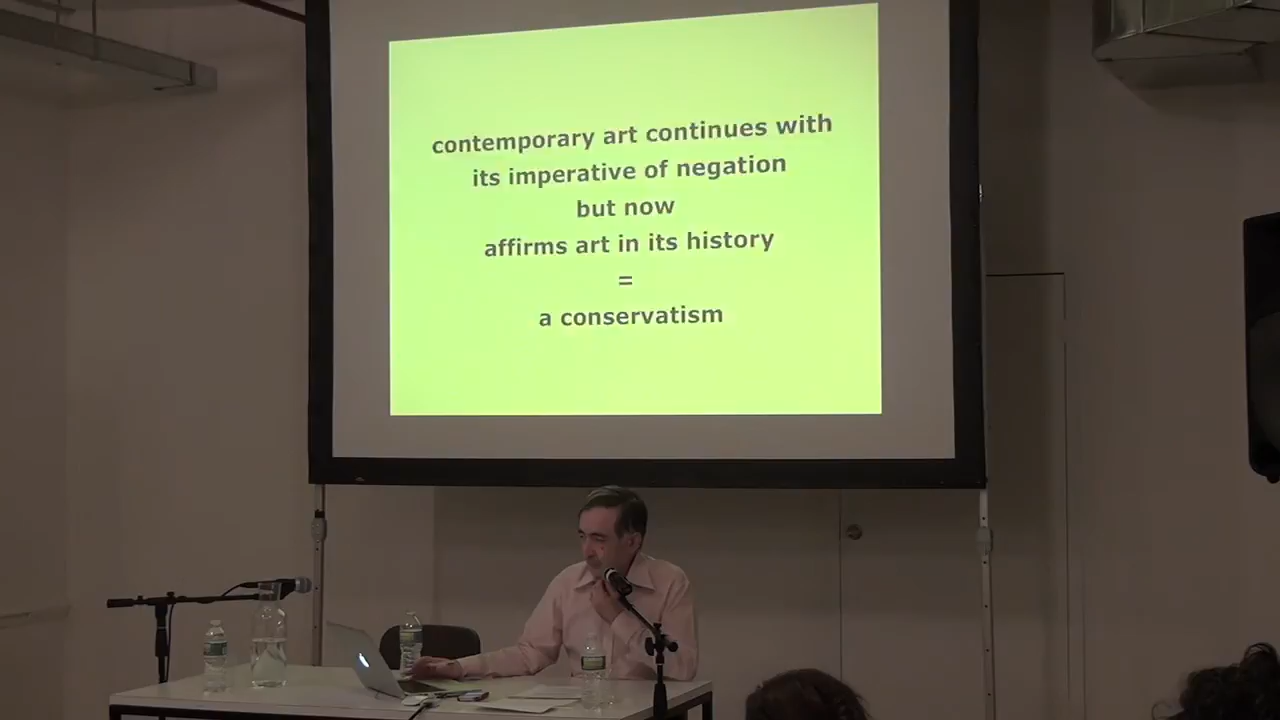 contemporary art continues with
its imperative of negation
but now
affirms art in its history
=
a conservatism